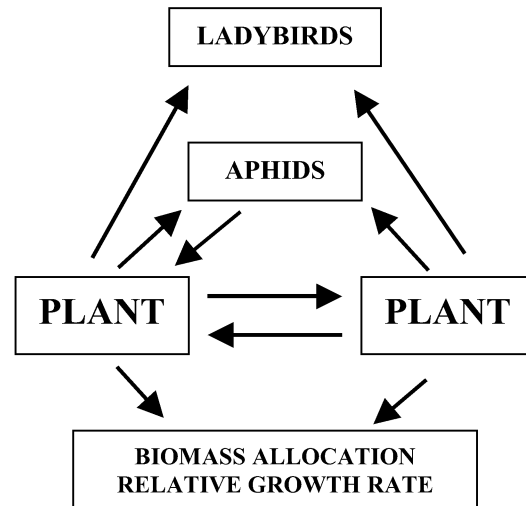 LADYBIRDS
APHIDS
PLANT
PLANT
BIOMASS ALLOCATION
RELATIVE GROWTH RATE